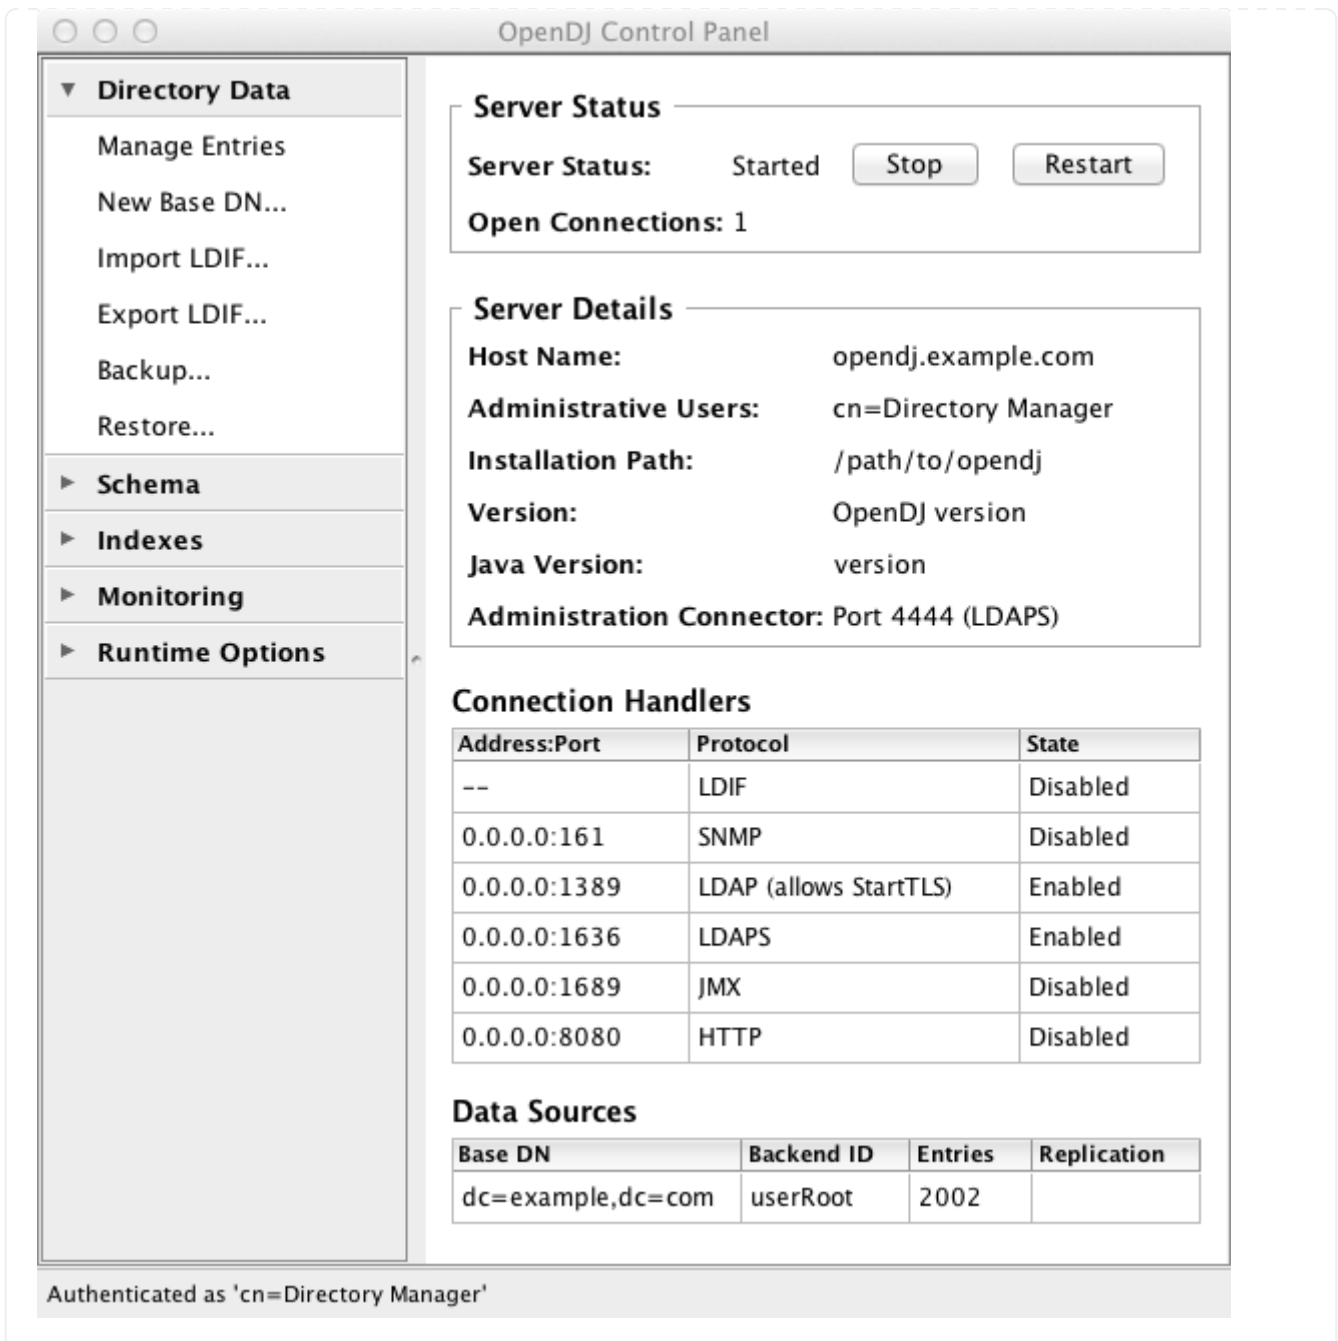 OpenDJ Control Panel
Directory Data
Manage Entries
New Base DN...
Import LDIF...
Export LDIF...
Backup...
Restore...
Schema
Indexes
Monitoring
Runtime Options
Server Status
Server Status: Started Stop Restart
Open Connections: 1
Server Details
Host Name: opendj.example.com
Administrative Users: cn=Directory Manager
Installation Path: /path/to/opendj
Version: OpenDJ version
Java Version: version
Administration Connector: Port 4444 (LDAPS)
Connection Handlers
Address:Port Protocol State
-- LDIF Disabled
0.0.0.0:161 SNMP Disabled
0.0.0.0:1389 LDAP (allows StartTLS) Enabled
0.0.0.0:1636 LDAPS Enabled
0.0.0.0:1689 JMX Disabled
0.0.0.0:8080 HTTP Disabled
Data Sources
Base DN Backend ID Entries Replication
dc=example,dc=com userRoot 2002
Authenticated as 'cn=Directory Manager'